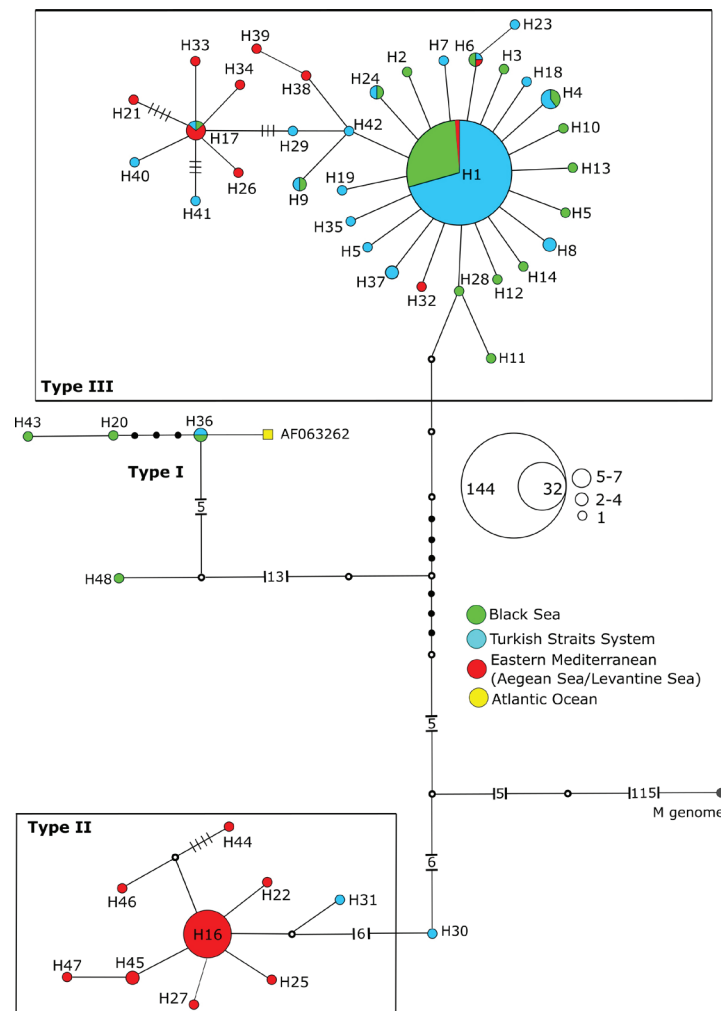 H23
H39
H33
H2
H7
H6
H3
H34
H38
H24
H18
H4
H21
H17
H42
H10
H29
H1
H13
H40
H26
H9
H19
H41
H35
H5
H5
H8
H37
H32
H28
H12
H14
H11
Type III
H43
H20
H36
AF063262
Type I
144
32
5-7
2-4
1
5
H48
13
Black Sea
Turkish Straits System
Eastern Mediterranean
(Aegean Sea/Levantine Sea)
Atlantic Ocean
5
5
115
M genome
Type II
H44
6
H46
H22
H31
H16
6
H30
H47
H45
H25
H27